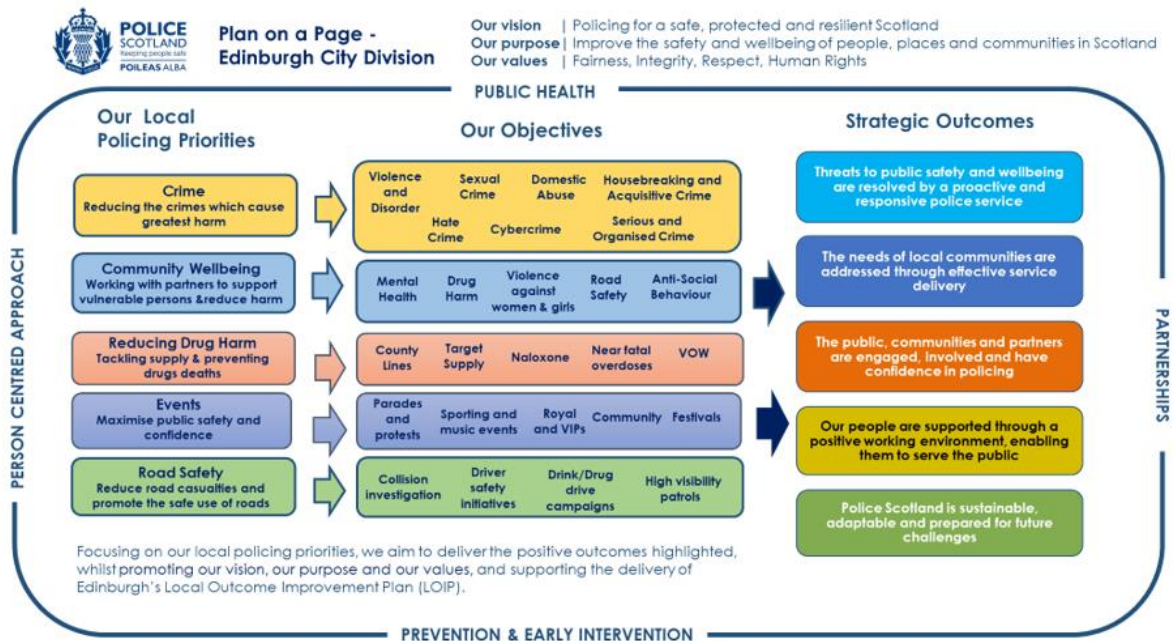 POLICE
SCOTLAND
Keeping people safe
POILEAS ALBA
Plan on a Page -
Edinburgh City Division
Our vision | Policing for a safe, protected and resilient Scotland
Our purpose | Improve the safety and wellbeing of people, places and communities in Scotland
Our values | Fairness, Integrity, Respect, Human Rights
PUBLIC HEALTH
PERSON CENTRED APPROACH
Our Local
Policing Priorities
Crime
Reducing the crimes which cause
greatest harm
Community Wellbeing
Working with partners to support
vulnerable persons &reduce harm
Reducing Drug Harm
Tackling supply & preventing
drugs deaths
Events
Maximise public safety and
confidence
Road Safety
Reduce road casualties and
promote the safe use of roads
Our Objectives
Violence
and
Disorder
Sexual
Crime
Domestic
Abuse
Housebreaking and
Acquisitive Crime
Hate
Crime
Cybercrime
Serious and
Organised Crime
Mental
Health
Drug
Harm
Violence
against
women & girls
Road
Safety
Anti-Social
Behaviour
County
Lines
Target
Supply
Naloxone
Near fatal
overdoses
VOW
Parades
and
protests
Sporting and
music events
Royal
and VIPs
Community
Festivals
Collision
investigation
Driver
safety
initiatives
Drink/Drug
drive
campaigns
High visibility
patrols
Strategic Outcomes
Threats to public safety and wellbeing
are resolved by a proactive and
responsive police service
The needs of local communities are
addressed through effective service
delivery
The public, communities and partners
are engaged, involved and have
confidence in policing
Our people are supported through a
positive working environment, enabling
them to serve the public
Police Scotland is sustainable,
adaptable and prepared for future
challenges
PARTNERSHIPS
Focusing on our local policing priorities, we aim to deliver the positive outcomes highlighted,
whilst promoting our vision, our purpose and our values, and supporting the delivery of
Edinburgh's Local Outcome Improvement Plan (LOIP).
PREVENTION & EARLY INTERVENTION